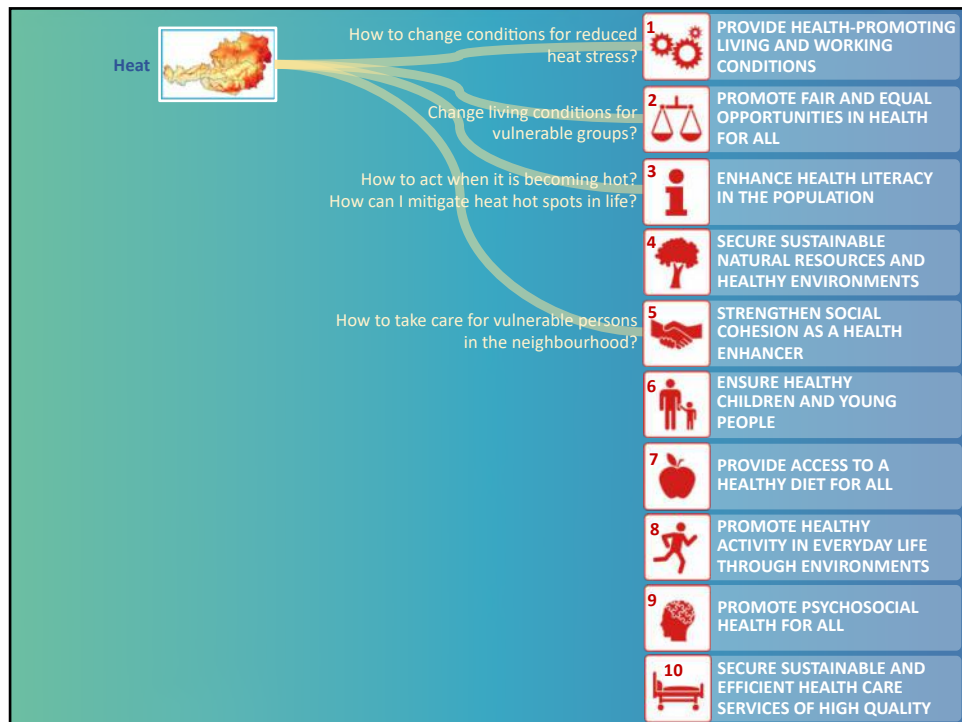 Heat
How to change conditions for reduced
heat stress?
1
PROVIDE HEALTH-PROMOTING
LIVING AND WORKING
CONDITIONS
Change living conditions for
vulnerable groups?
2
PROMOTE FAIR AND EQUAL
OPPORTUNITIES IN HEALTH
FOR ALL
How to act when it is becoming hot?
How can I mitigate heat hot spots in life?
3
ENHANCE HEALTH LITERACY
IN THE POPULATION
4
SECURE SUSTAINABLE
NATURAL RESOURCES AND
HEALTHY ENVIRONMENTS
How to take care for vulnerable persons
in the neighbourhood?
5
STRENGTHEN SOCIAL
COHESION AS A HEALTH
ENHANCER
6
ENSURE HEALTHY
CHILDREN AND YOUNG
PEOPLE
7
PROVIDE ACCESS TO A
HEALTHY DIET FOR ALL
8
PROMOTE HEALTHY
ACTIVITY IN EVERYDAY LIFE
THROUGH ENVIRONMENTS
9
PROMOTE PSYCHOSOCIAL
HEALTH FOR ALL
10
SECURE SUSTAINABLE AND
EFFICIENT HEALTH CARE
SERVICES OF HIGH QUALITY